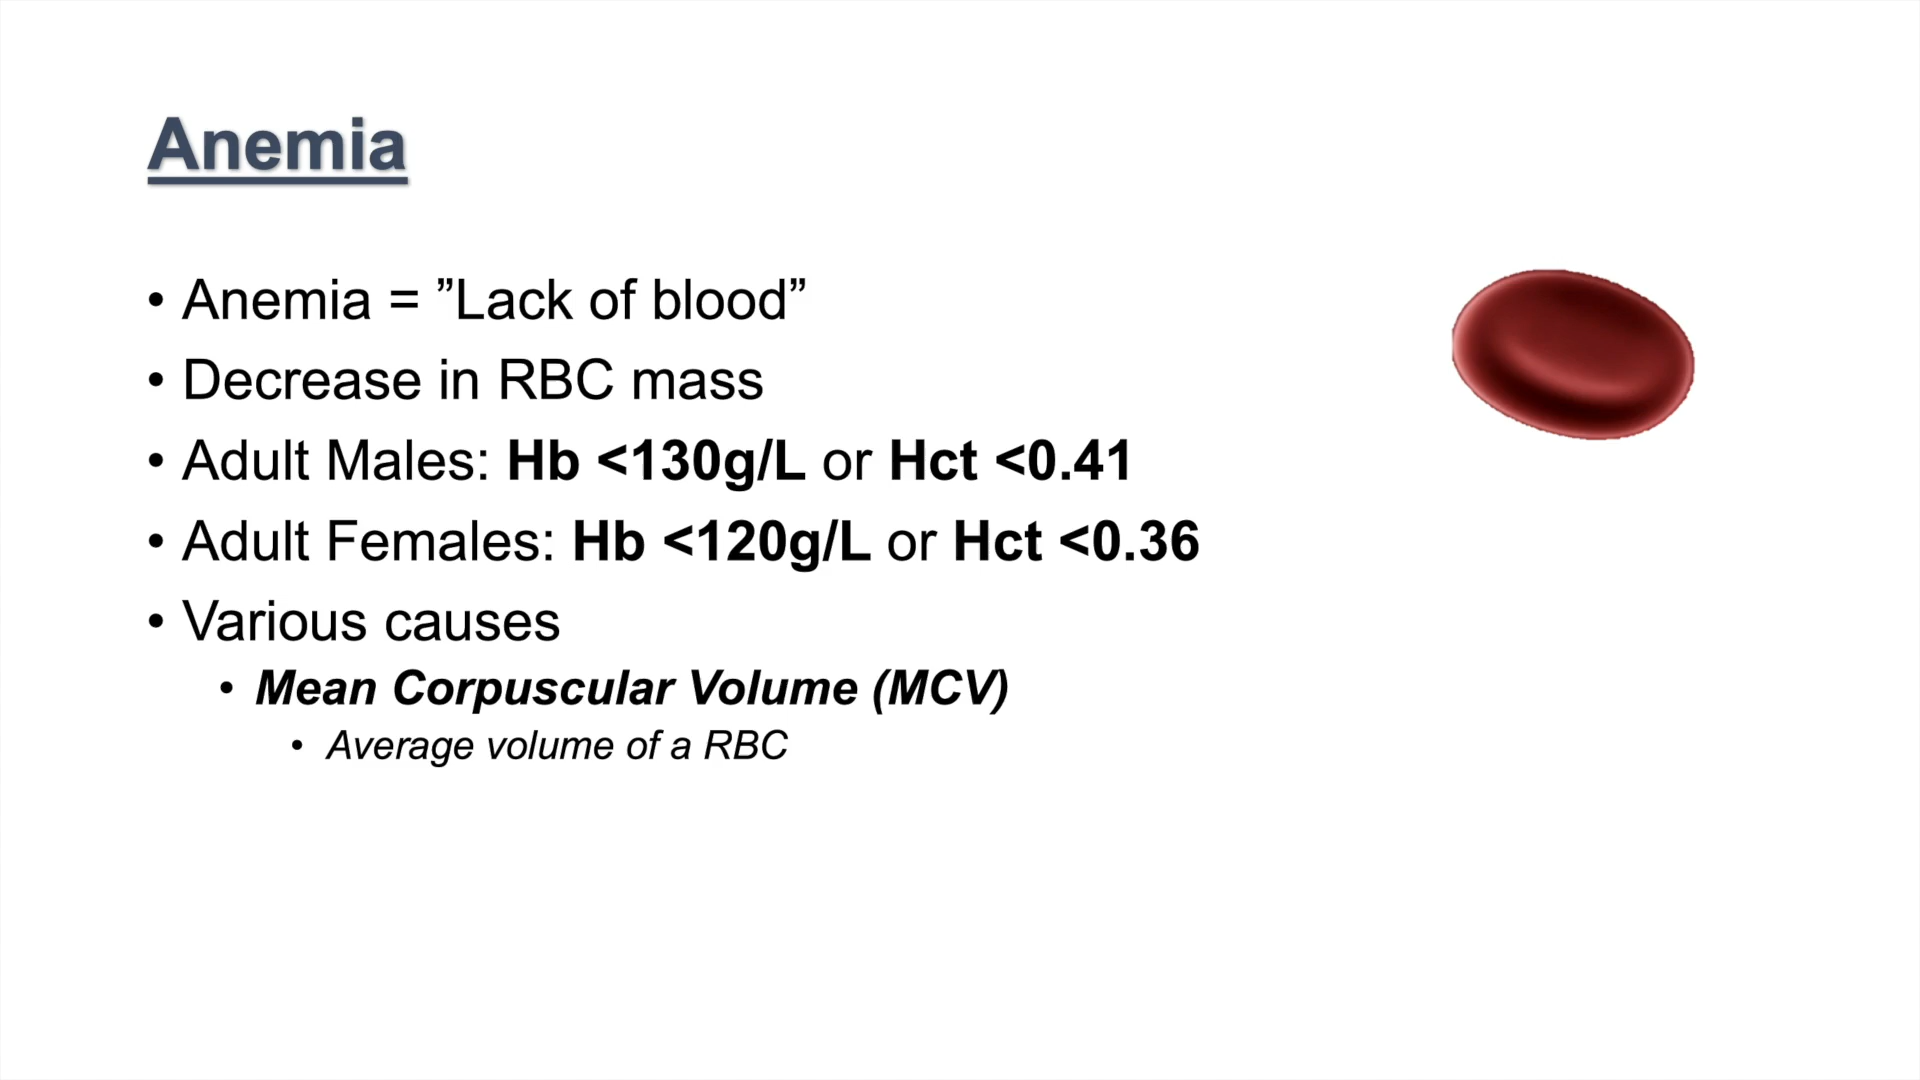 Anemia
• Anemia = ”Lack of blood”
• Decrease in RBC mass
• Adult Males: Hb <130g/L or Hct <0.41
• Adult Females: Hb <120g/L or Hct <0.36
• Various causes
• Mean Corpuscular Volume (MCV)
• Average volume of a RBC